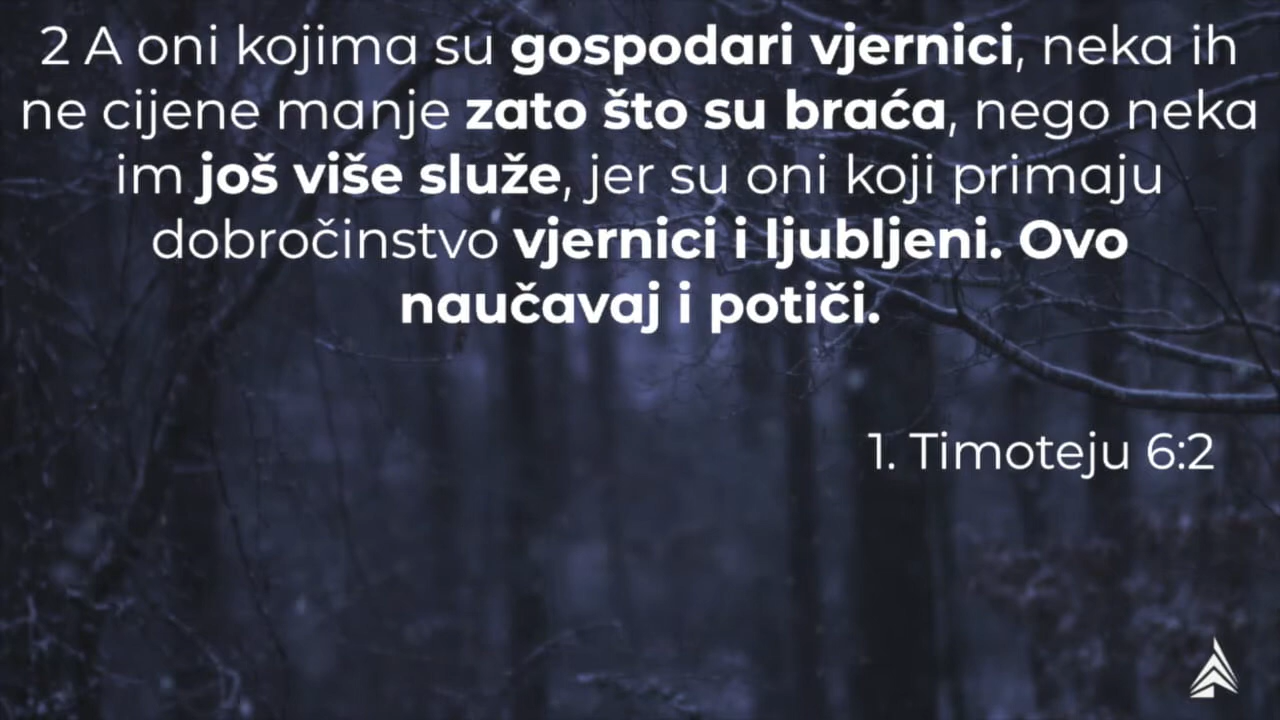 2 A oni kojima su gospodari vjernici, neka ih
ne cijene manje zato što su braća, nego neka
im još više služe, jer su oni koji primaju
dobročinstvo vjernici i ljubljeni. Ovo
naučavaj i potiči.
1. Timoteju 6:2